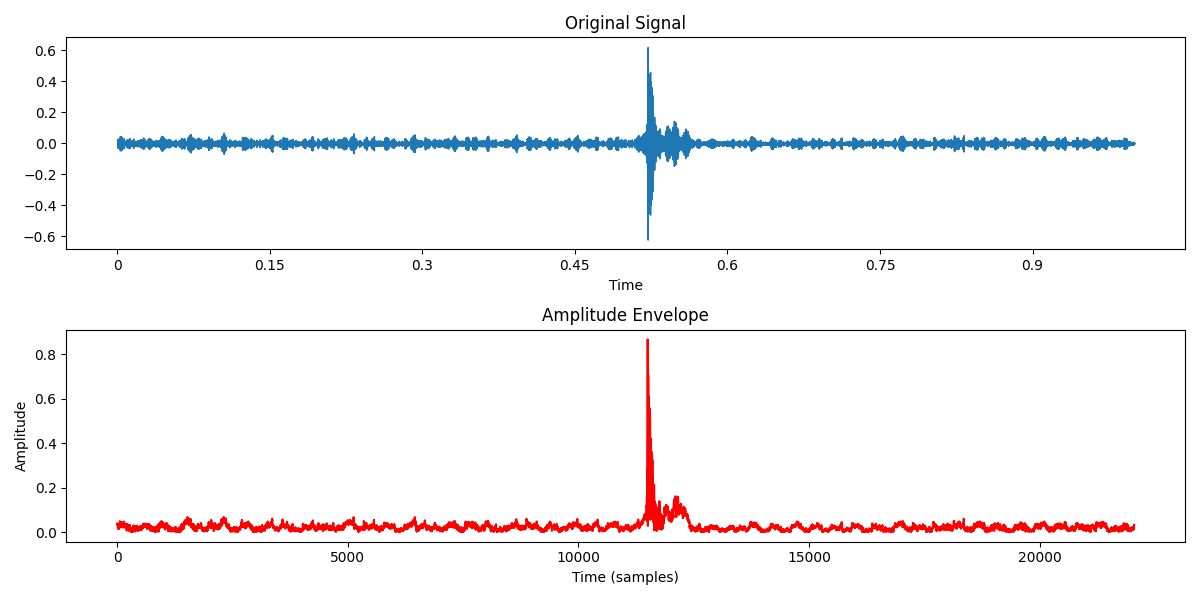 Original Signal
0.6
0.4
0.2
0.0
−0.2
−0.4
−0.6
0 0.15 0.3 0.45 0.6 0.75 0.9
Time
Amplitude Envelope
Amplitude
0.8
0.6
0.4
0.2
0.0
0 5000 10000 15000 20000
Time (samples)